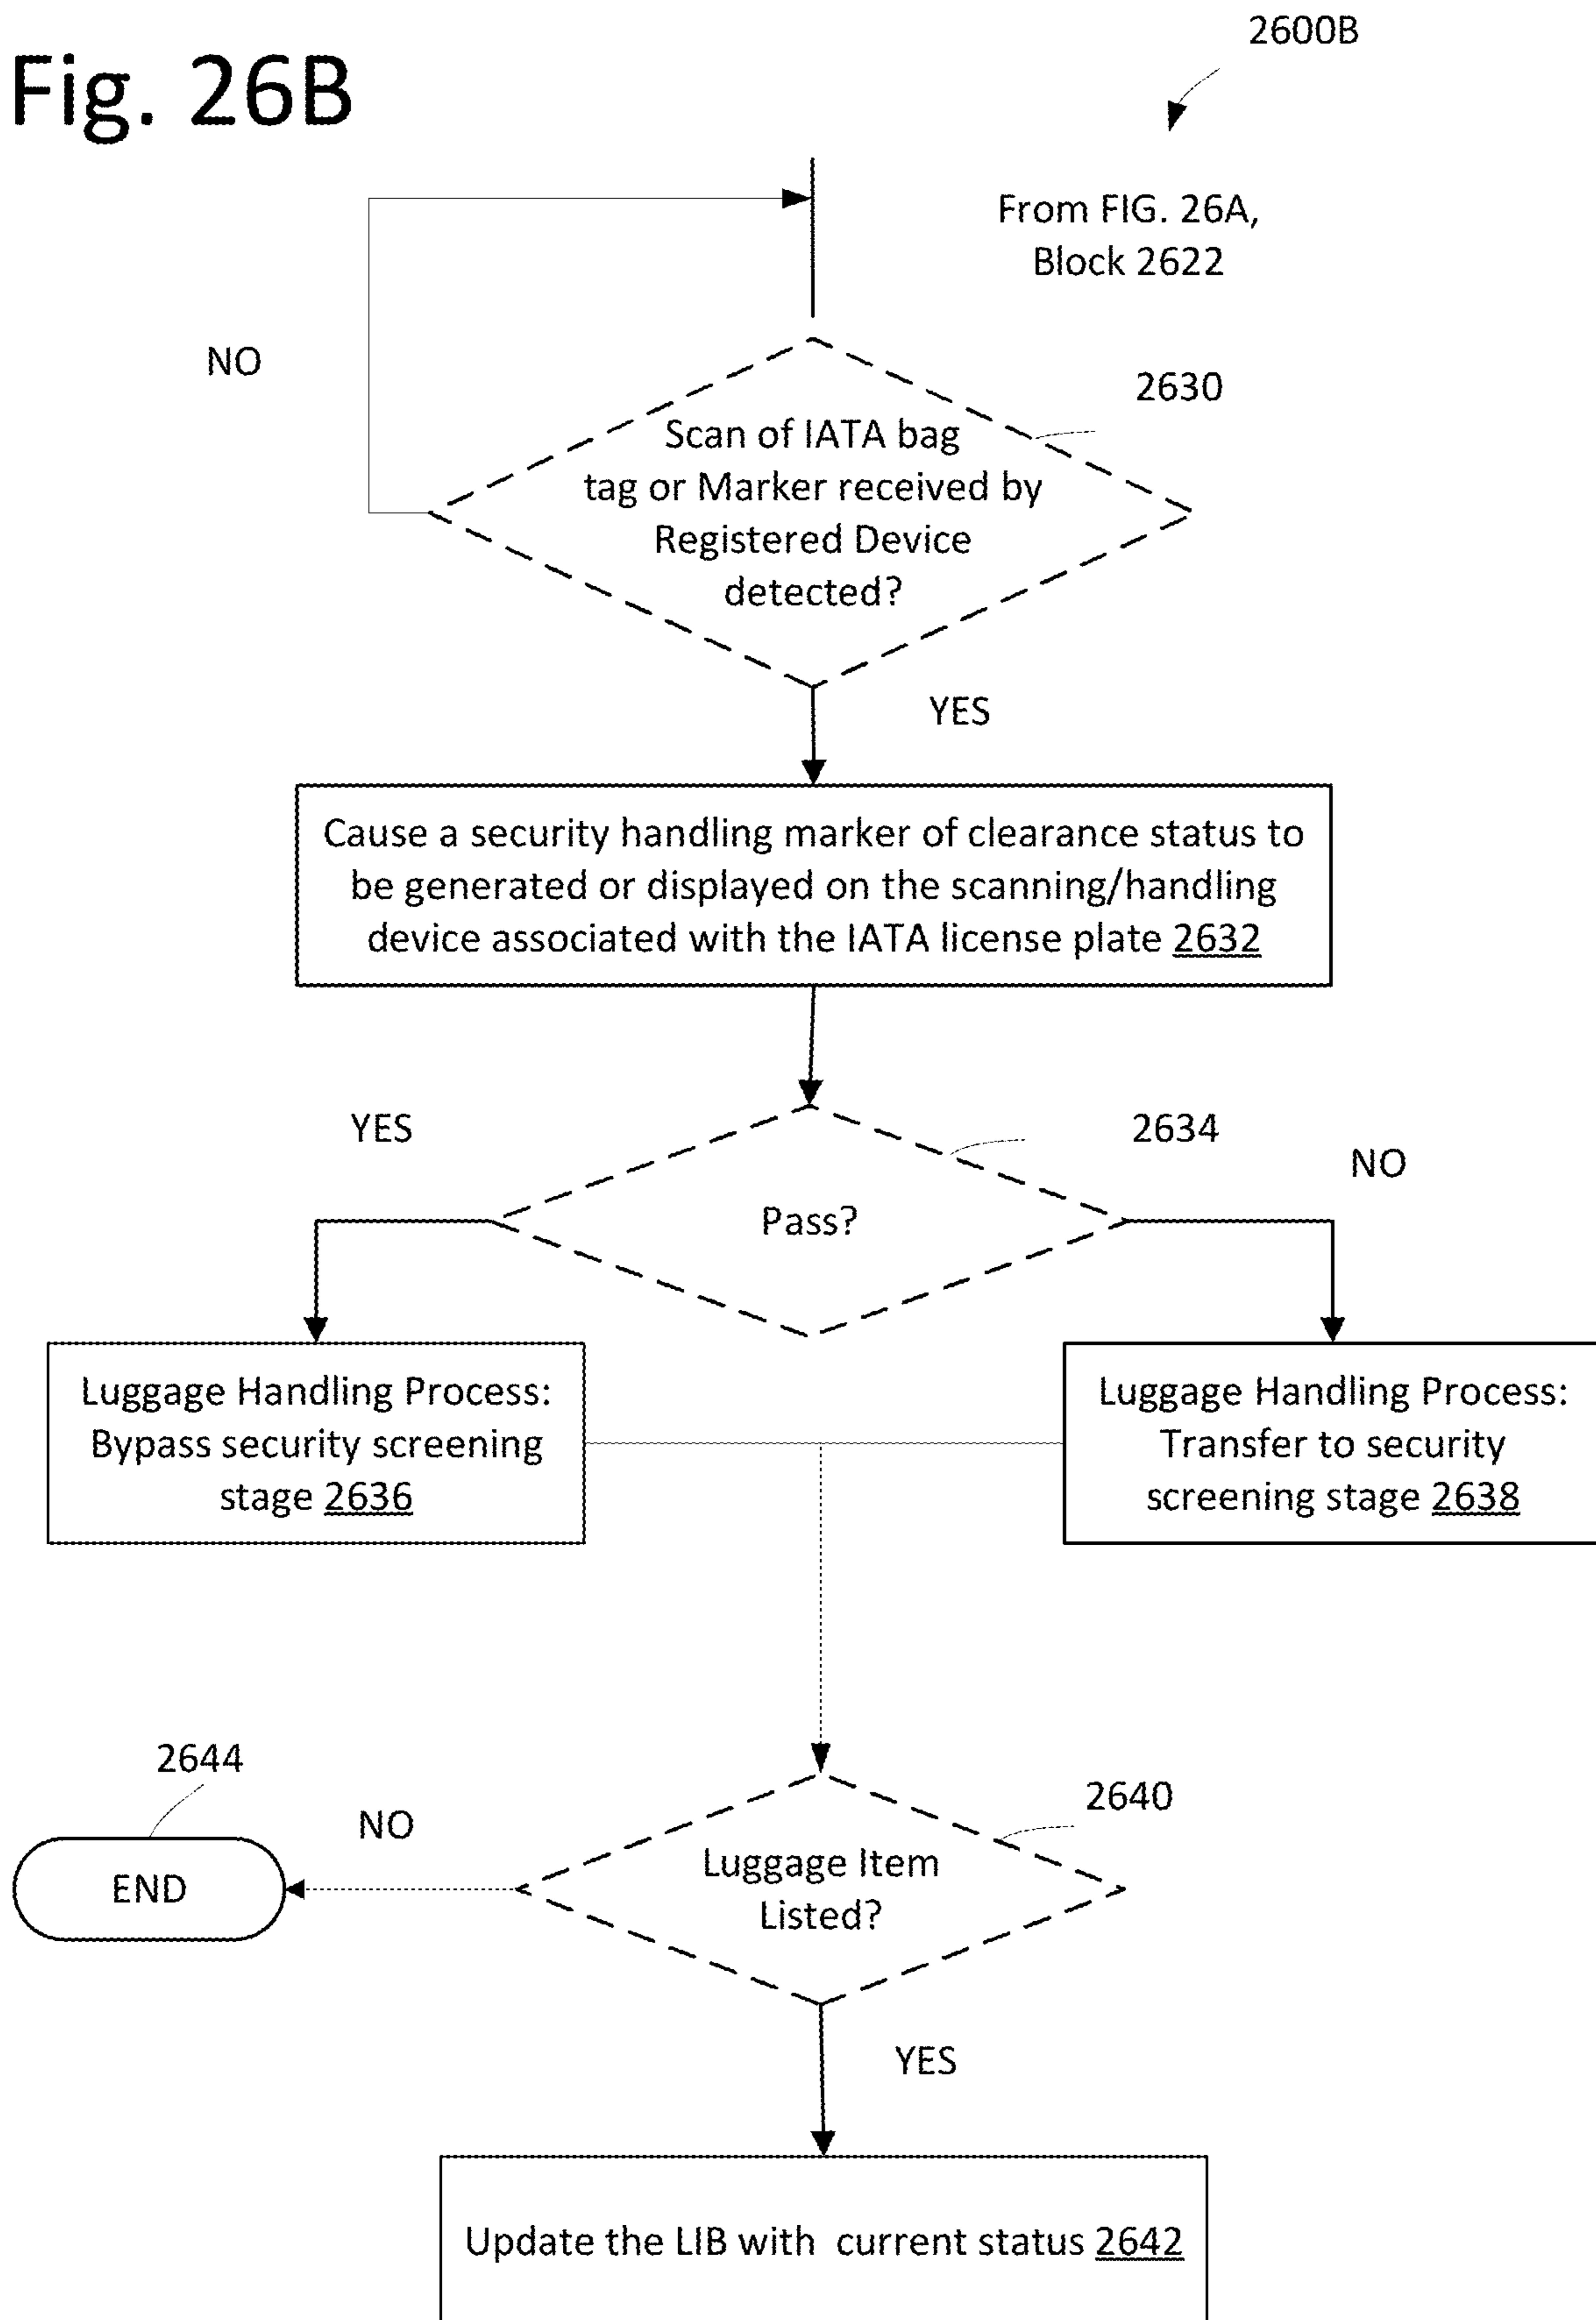 Fig. 26B
2600B
From FIG. 26A,
Block 2622
NO
2630
Scan of IATA bag
tag or Marker received by
Registered Device
detected?
YES
Cause a security handling marker of clearance status to
be generated or displayed on the scanning/handling
device associated with the IATA license plate 2632
YES
2634
NO
Pass?
Luggage Handling Process:
Bypass security screening
stage 2636
Luggage Handling Process:
Transfer to security
screening stage 2638
2644
NO
2640
END
Luggage Item
Listed?
YES
Update the LIB with  current status 2642